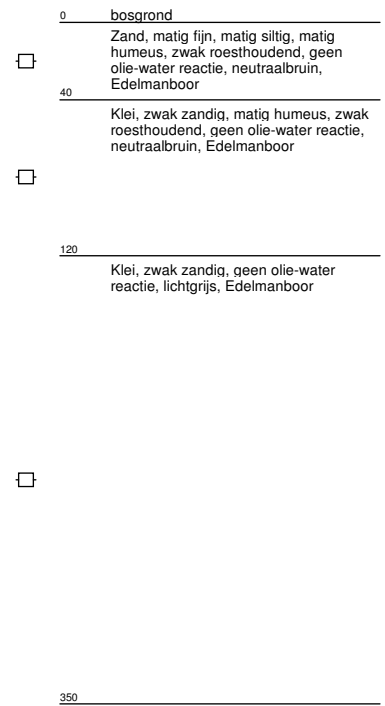 0 bosgrond
Zand, matig fijn, matig siltig, matig
humeus, zwak roesthoudend, geen
olie-water reactie, neutraalbruin,
Edelmanboor
40
Klei, zwak zandig, matig humeus, zwak
roesthoudend, geen olie-water reactie,
neutraalbruin, Edelmanboor
120
Klei, zwak zandig, geen olie-water
reactie, lichtgrijs, Edelmanboor
350